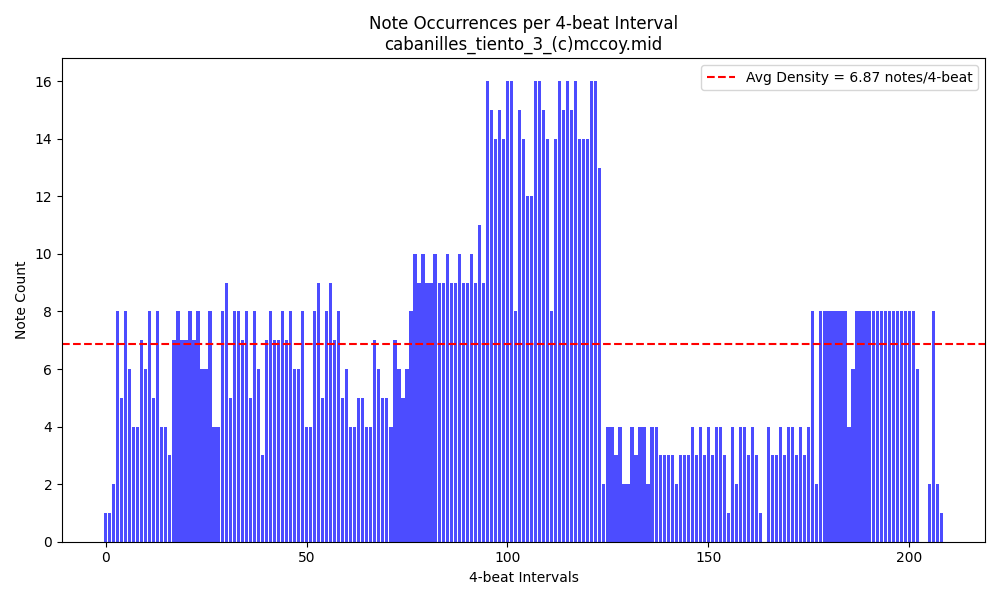 Note Occurrences per 4-beat Interval
cabanilles_tiento_3_(c)mccoy.mid
Avg Density = 6.87 notes/4-beat
Note Count
16
14
12
10
8
6
4
2
0
0 50 100 150 200
4-beat Intervals